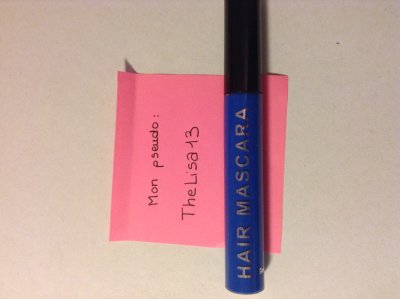 Mon pseudo:
TheLisa13
HAIR MASCARA